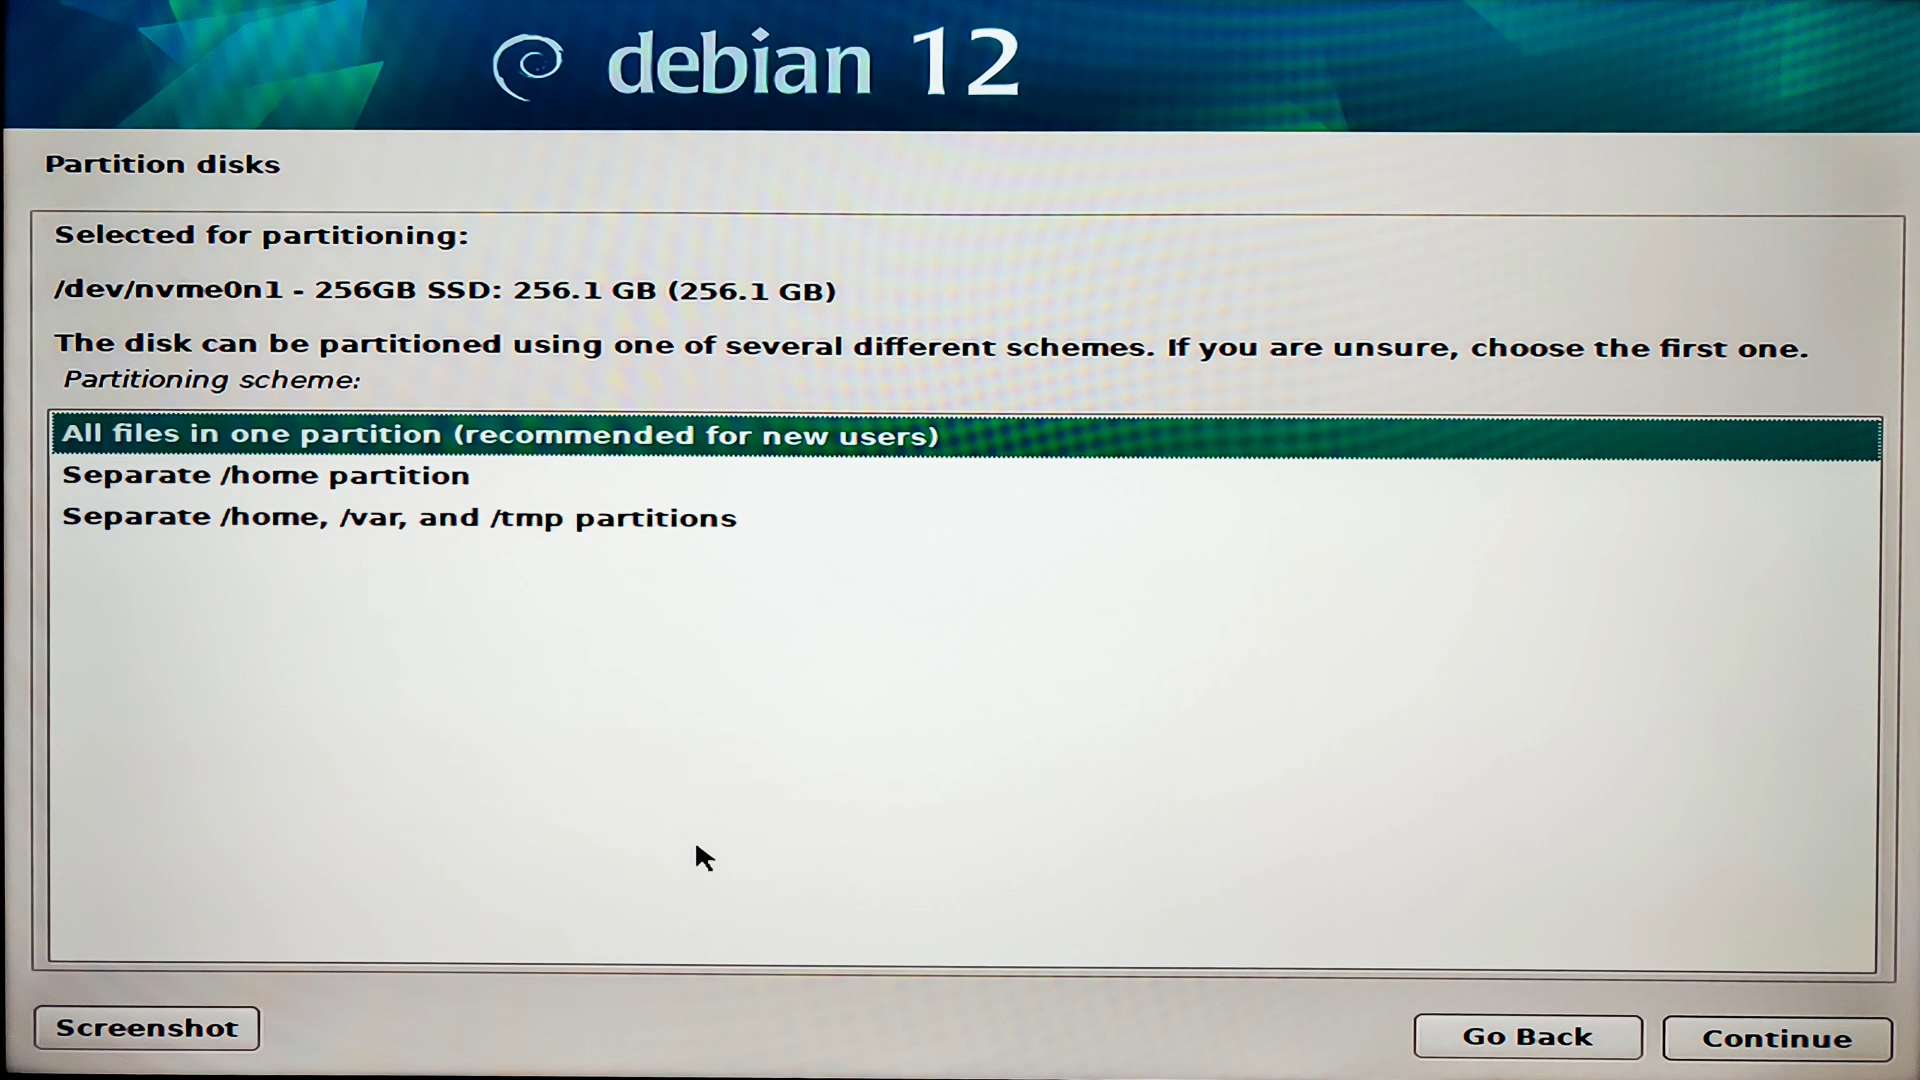 debian 12
Partition disks
Selected for partitioning:
/dev/nvme0n1 - 256GB SSD: 256.1 GB (256.1 GB)
The disk can be partitioned using one of several different schemes. If you are unsure, choose the first one.
Partitioning scheme:
All files in one partition (recommended for new users)
Separate /home partition
Separate /home, /var, and /tmp partitions
Screenshot
Go Back
Continue